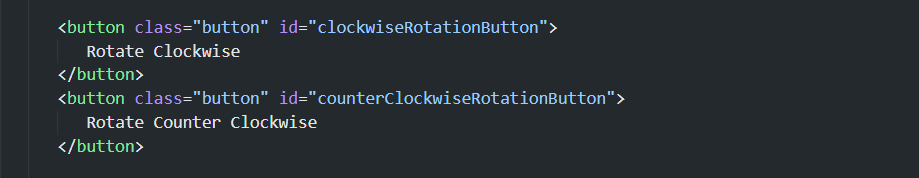 <button class="button" id="clockwiseRotationButton">
Rotate Clockwise
</button>
<button class="button" id="counterClockwiseRotationButton">
Rotate Counter Clockwise
</button>